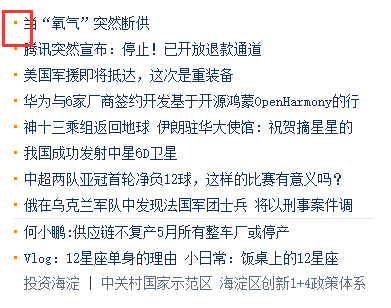 当“氧气”突然断供
腾讯突然宣布：停止！已开放退款通道
美国军援即将抵达，这次是重装备
华为与6家厂商签约开发基于开源鸿蒙OpenHarmony的行
神十三乘组返回地球 伊朗驻华大使馆：祝贺摘星星的
我国成功发射中星6D卫星
中超两队亚冠首轮净负12球，这样的比赛有意义吗？
俄在乌克兰军队中发现法国军团士兵 将以刑事案件调
何小鹏:供应链不复产5月所有整车厂或停产
Vlog：12星座单身的理由 小日常：饭桌上的12星座
投资海淀 | 中关村国家示范区 海淀区创新1+4政策体系